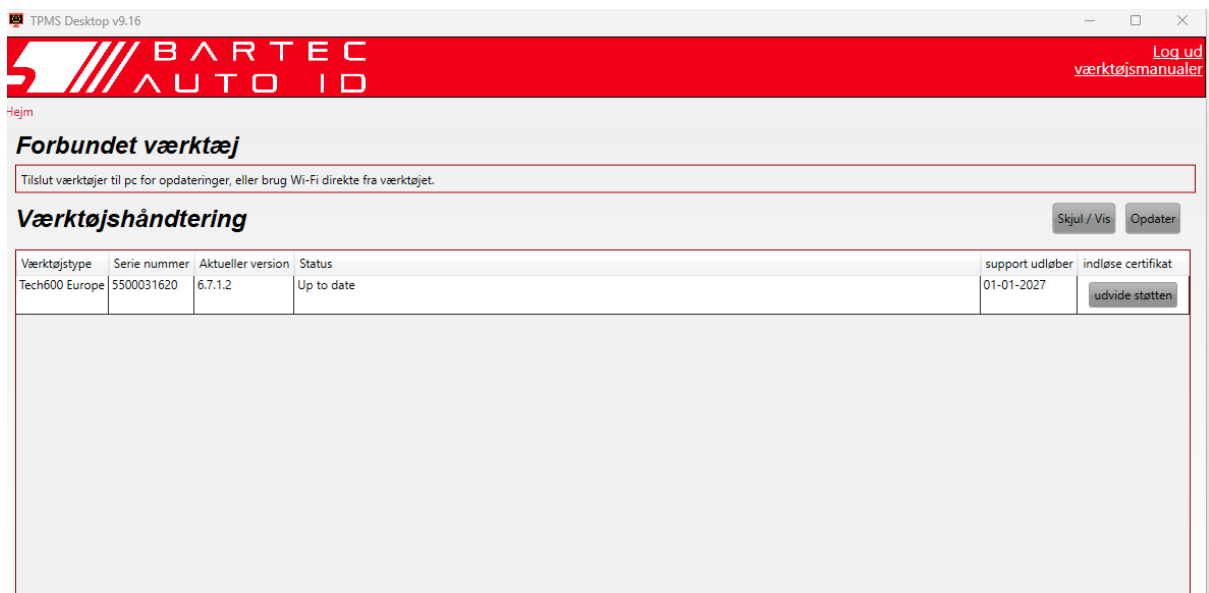 TPMS Desktop v9.16
BARTEC
AUTO ID
Log ud
værktøjsmanualer
Hejm
Forbundet værktæj
Tilslut værktøjer til pc for opdateringer, eller brug Wi-Fi direkte fra værktøjet.
Værktøjshåndtering
Skjul / Vis Opdater
Værktøjstype Serie nummer Aktueller version Status support udløber indløse certifikat
Tech600 Europe 5500031620 6.7.1.2 Up to date 01-01-2027 udvide støtten